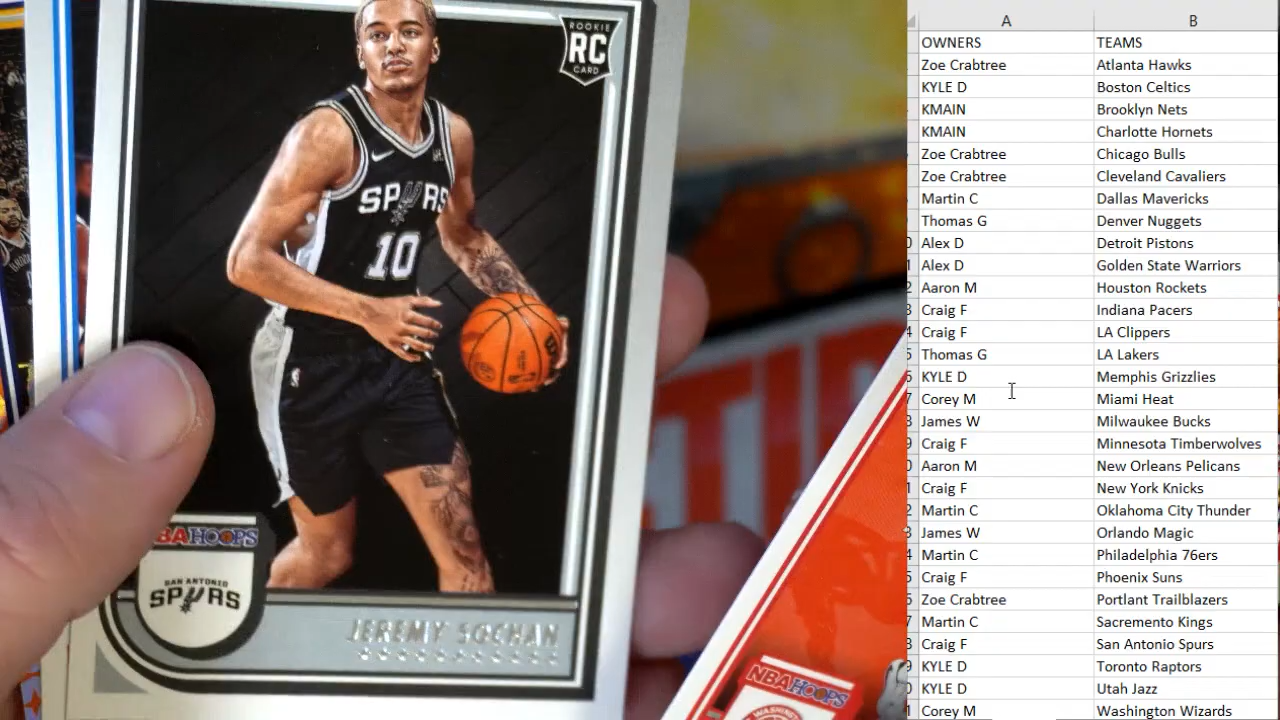 ROOKIE
RC
CARD
SPURS
10
NBA HOOPS
SAN ANTONIO
SPURS
JEREMY SOCHAN
NBA HOOPS
WASHINGTON
A B
OWNERS TEAMS
Zoe Crabtree Atlanta Hawks
KYLE D Boston Celtics
KMAIN Brooklyn Nets
KMAIN Charlotte Hornets
Zoe Crabtree Chicago Bulls
Zoe Crabtree Cleveland Cavaliers
Martin C Dallas Mavericks
Thomas G Denver Nuggets
Alex D Detroit Pistons
Alex D Golden State Warriors
Aaron M Houston Rockets
Craig F Indiana Pacers
Craig F LA Clippers
Thomas G LA Lakers
KYLE D Memphis Grizzlies
Corey M Miami Heat
James W Milwaukee Bucks
Craig F Minnesota Timberwolves
Aaron M New Orleans Pelicans
Craig F New York Knicks
Martin C Oklahoma City Thunder
James W Orlando Magic
Martin C Philadelphia 76ers
Craig F Phoenix Suns
Zoe Crabtree Portlant Trailblazers
Martin C Sacremento Kings
Craig F San Antonio Spurs
KYLE D Toronto Raptors
KYLE D Utah Jazz
Corey M Washington Wizards